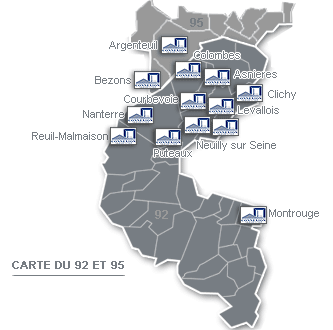 95
Argenteuil
Colombes
Bezons
Asnieres
Clichy
Courbevoie
Levallois
Nanterre
Reuil-Malmaison
Neuilly sur Seine
Puteaux
92
Montrouge
CARTE DU 92 ET 95